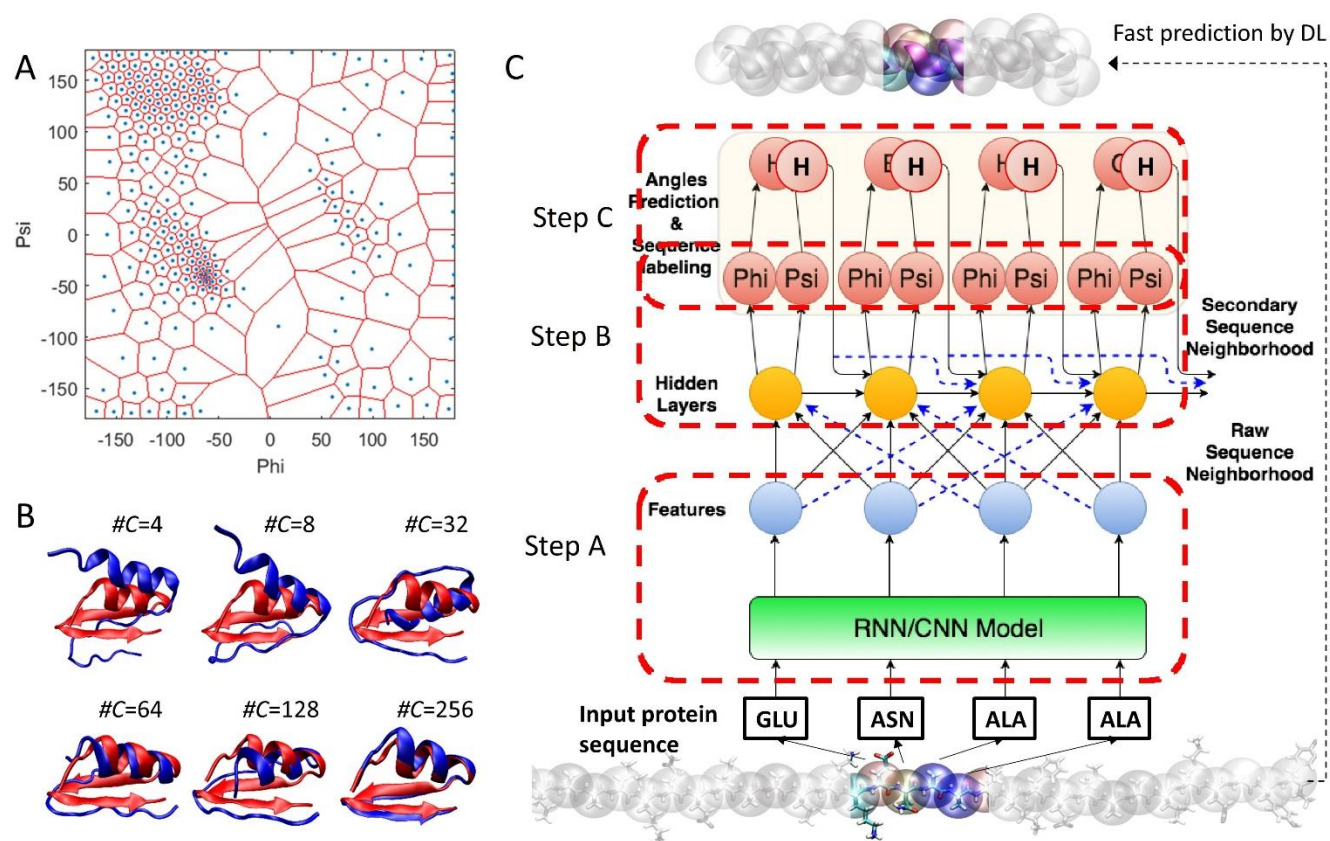 A
Psi
150
100
50
0
-50
-100
-150
-150 -100 -50 0 50 100 150
Phi
B
#C=4 #C=8 #C=32
#C=64 #C=128 #C=256
C
Fast prediction by DL
Step C
Angles
Prediction
&
Sequence
labeling
H H E H H H C H
Phi Psi Phi Psi Phi Psi Phi Psi
Step B
Secondary
Sequence
Neighborhood
Hidden
Layers
Raw
Sequence
Neighborhood
Features
Step A
RNN/CNN Model
Input protein
sequence
GLU ASN ALA ALA